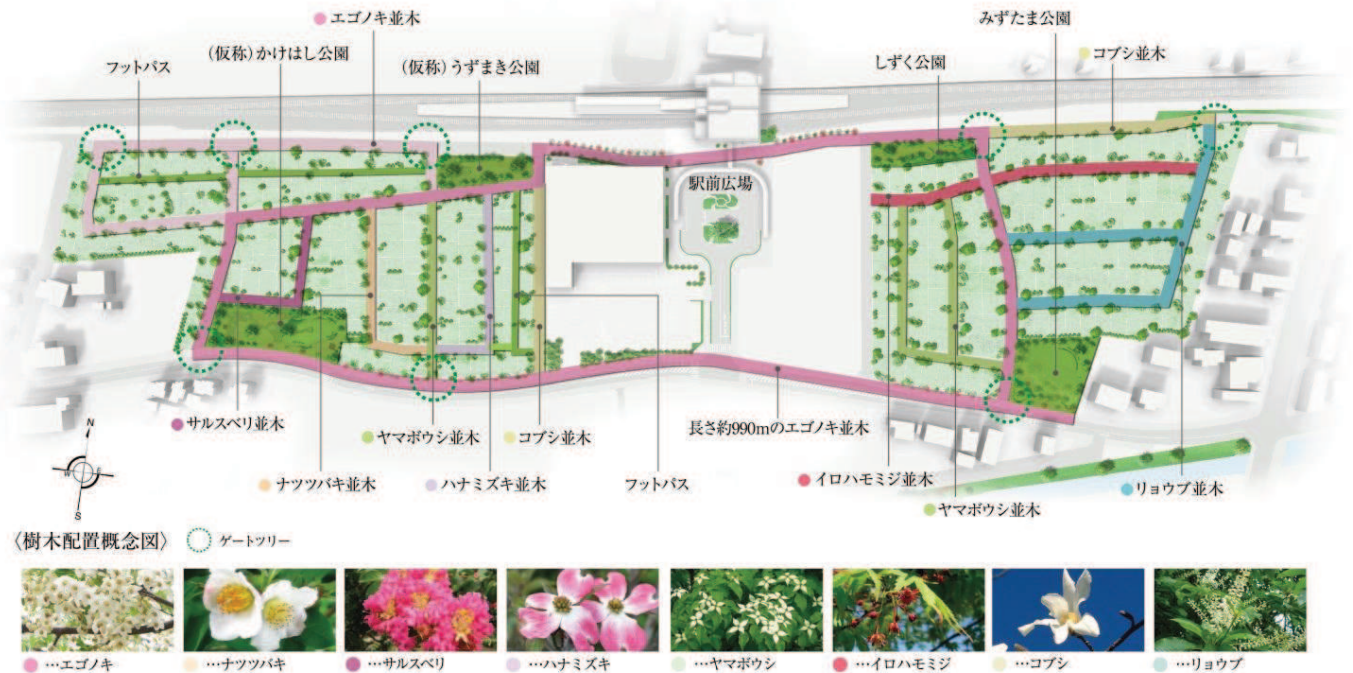 みずたま公園
●エゴノキ並木
(仮称)かけはし公園
フットパス
(仮称)うずまき公園
しずく公園
●コブシ並木
駅前広場
●サルスベリ並木
●ヤマボウシ並木
●コブシ並木
長さ約990mのエゴノキ並木
●ナツツバキ並木
●ハナミズキ並木
フットパス
●イロハモミジ並木
●リョウブ並木
●ヤマボウシ並木
N
W E
S
〈樹木配置概念図〉 ゲートツリー
●…エゴノキ
●…ナツツバキ
●…サルスベリ
●…ハナミズキ
●…ヤマボウシ
●…イロハモミジ
●…コブシ
●…リョウブ